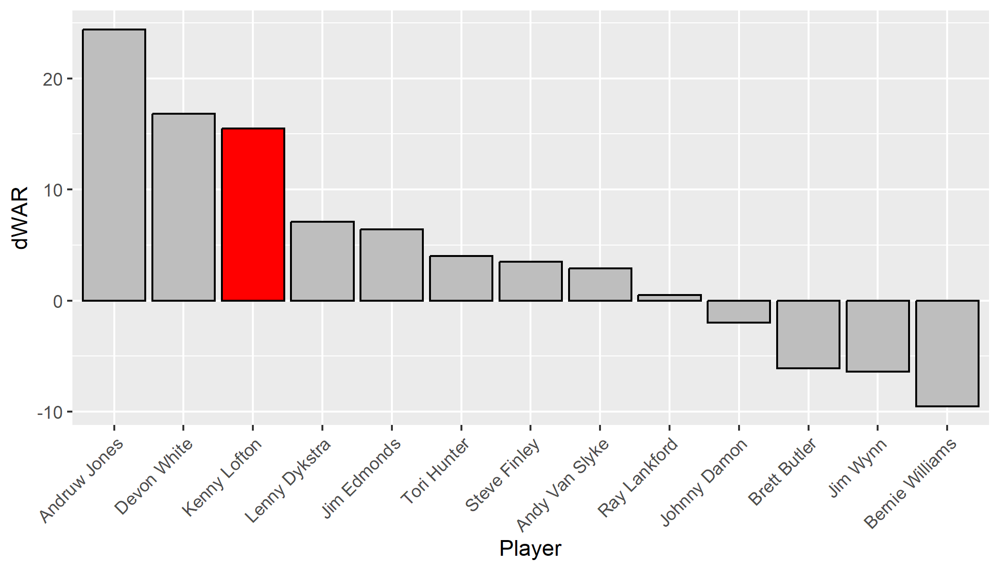 dWAR
20
10
0
-10
Andruw Jones
Devon White
Kenny Lofton
Lenny Dykstra
Jim Edmonds
Tori Hunter
Steve Finley
Andy Van Slyke
Ray Lankford
Johnny Damon
Brett Butler
Jim Wynn
Bernie Williams
Player